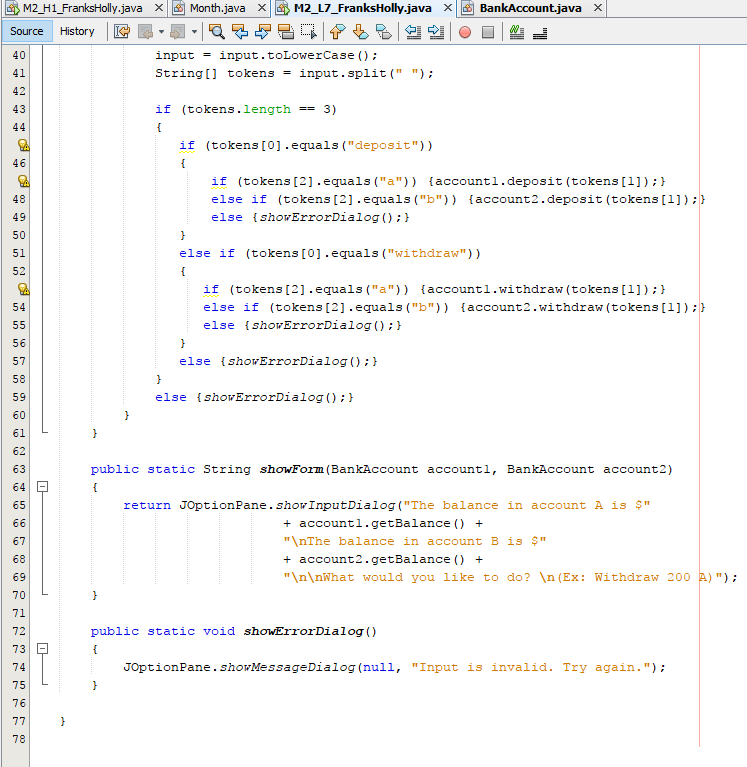 M2_H1_FranksHolly.java Month.java M2_L7_FranksHolly.java BankAccount.java
Source History
40 input = input.toLowerCase();
41 String[] tokens = input.split(" ");
42
43 if (tokens.length == 3)
44 {
if (tokens[0].equals("deposit"))
46 {
if (tokens[2].equals("a")) {account1.deposit(tokens[1]);}
48 else if (tokens[2].equals("b")) {account2.deposit(tokens[1]);}
49 else {showErrorDialog();}
50 }
51 else if (tokens[0].equals("withdraw"))
52 {
if (tokens[2].equals("a")) {account1.withdraw(tokens[1]);}
54 else if (tokens[2].equals("b")) {account2.withdraw(tokens[1]);}
55 else {showErrorDialog();}
56 }
57 else {showErrorDialog();}
58 }
59 else {showErrorDialog();}
60 }
61 }
62
63 public static String showForm(BankAccount account1, BankAccount account2)
64 {
65 return JOptionPane.showInputDialog("The balance in account A is $"
66 + account1.getBalance() +
67 "\nThe balance in account B is $"
68 + account2.getBalance() +
69 "\n\nWhat would you like to do? \n(Ex: Withdraw 200 A)");
70 }
71
72 public static void showErrorDialog()
73 {
74 JOptionPane.showMessageDialog(null, "Input is invalid. Try again.");
75 }
76
77 }
78